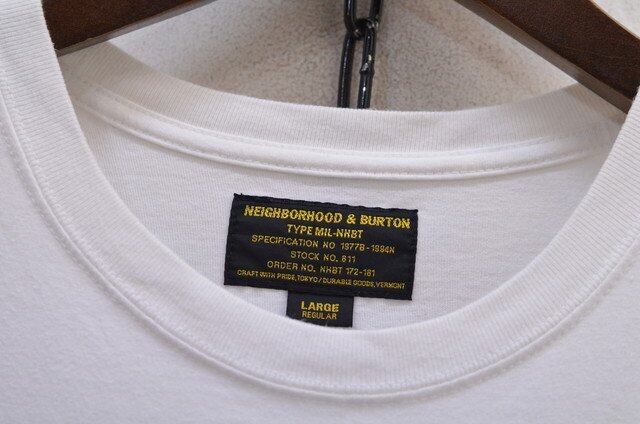 NEIGHBORHOOD & BURTON
TYPE MIL-NHBT
SPECIFICATION NO 1977B-1994N
STOCK NO. 811
ORDER NO. NHBT 172-181
CRAFT WITH PRIDE, TOKYO / DURABLE GOODS, VERMONT
LARGE
REGULAR